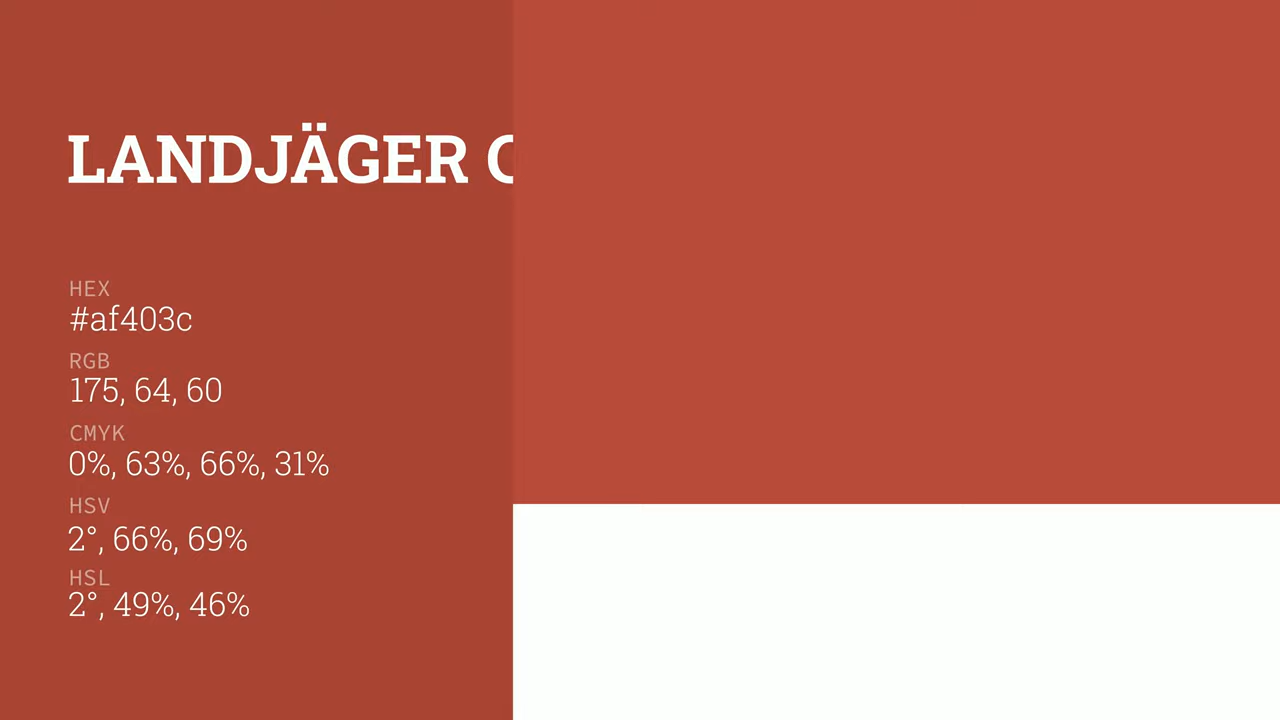 LANDJÄGER
HEX
#af403c
RGB
175, 64, 60
CMYK
0%, 63%, 66%, 31%
HSV
2°, 66%, 69%
HSL
2°, 49%, 46%